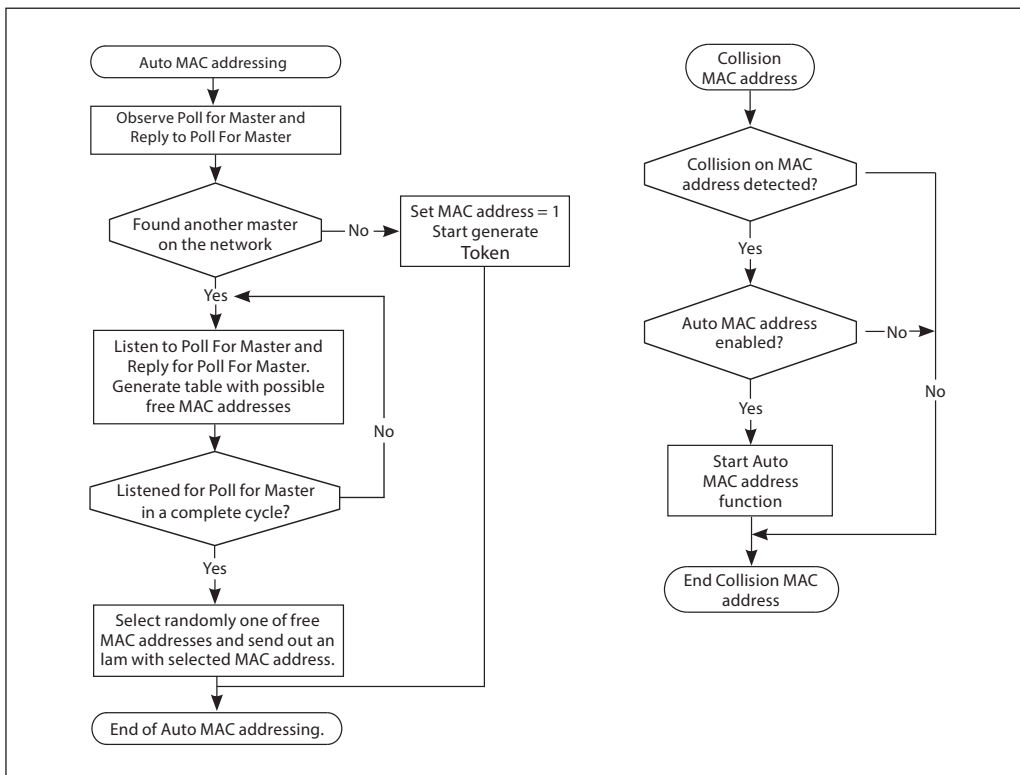 Auto MAC addressing
Observe Poll for Master and
Reply to Poll For Master
Found another master
on the network
No
Set MAC address = 1
Start generate
Token
Yes
Listen to Poll For Master and
Reply for Poll For Master.
Generate table with possible
free MAC addresses
No
Listened for Poll for Master
in a complete cycle?
Yes
Select randomly one of free
MAC addresses and send out an
Iam with selected MAC address.
End of Auto MAC addressing.
Collision
MAC address
Collision on MAC
address detected?
Yes
Auto MAC address
enabled?
No
No
Yes
Start Auto
MAC address
function
End Collision MAC
address